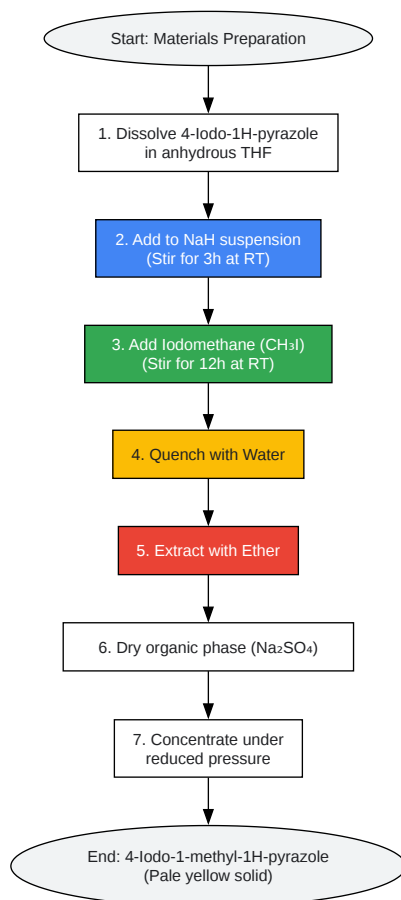 Start: Materials Preparation
1. Dissolve 4-Iodo-1H-pyrazole
in anhydrous THF
2. Add to NaH suspension
(Stir for 3h at RT)
3. Add Iodomethane (CH₃I)
(Stir for 12h at RT)
4. Quench with Water
5. Extract with Ether
6. Dry organic phase (Na₂SO₄)
7. Concentrate under
reduced pressure
End: 4-Iodo-1-methyl-1H-pyrazole
(Pale yellow solid)